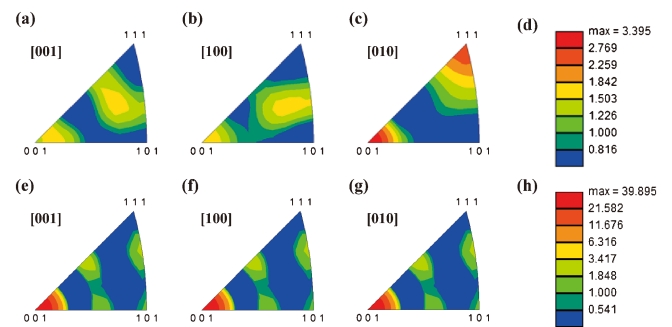 (a) (b) (c) (d)
1 1 1 1 1 1 1 1 1
[001] [100] [010]
max = 3.395
2.769
2.259
1.842
1.503
1.226
1.000
0.816
0 0 1 1 0 1 0 0 1 1 0 1 0 0 1 1 0 1
(e) (f) (g) (h)
1 1 1 1 1 1 1 1 1
[001] [100] [010]
max = 39.895
21.582
11.676
6.316
3.417
1.848
1.000
0.541
0 0 1 1 0 1 0 0 1 1 0 1 0 0 1 1 0 1